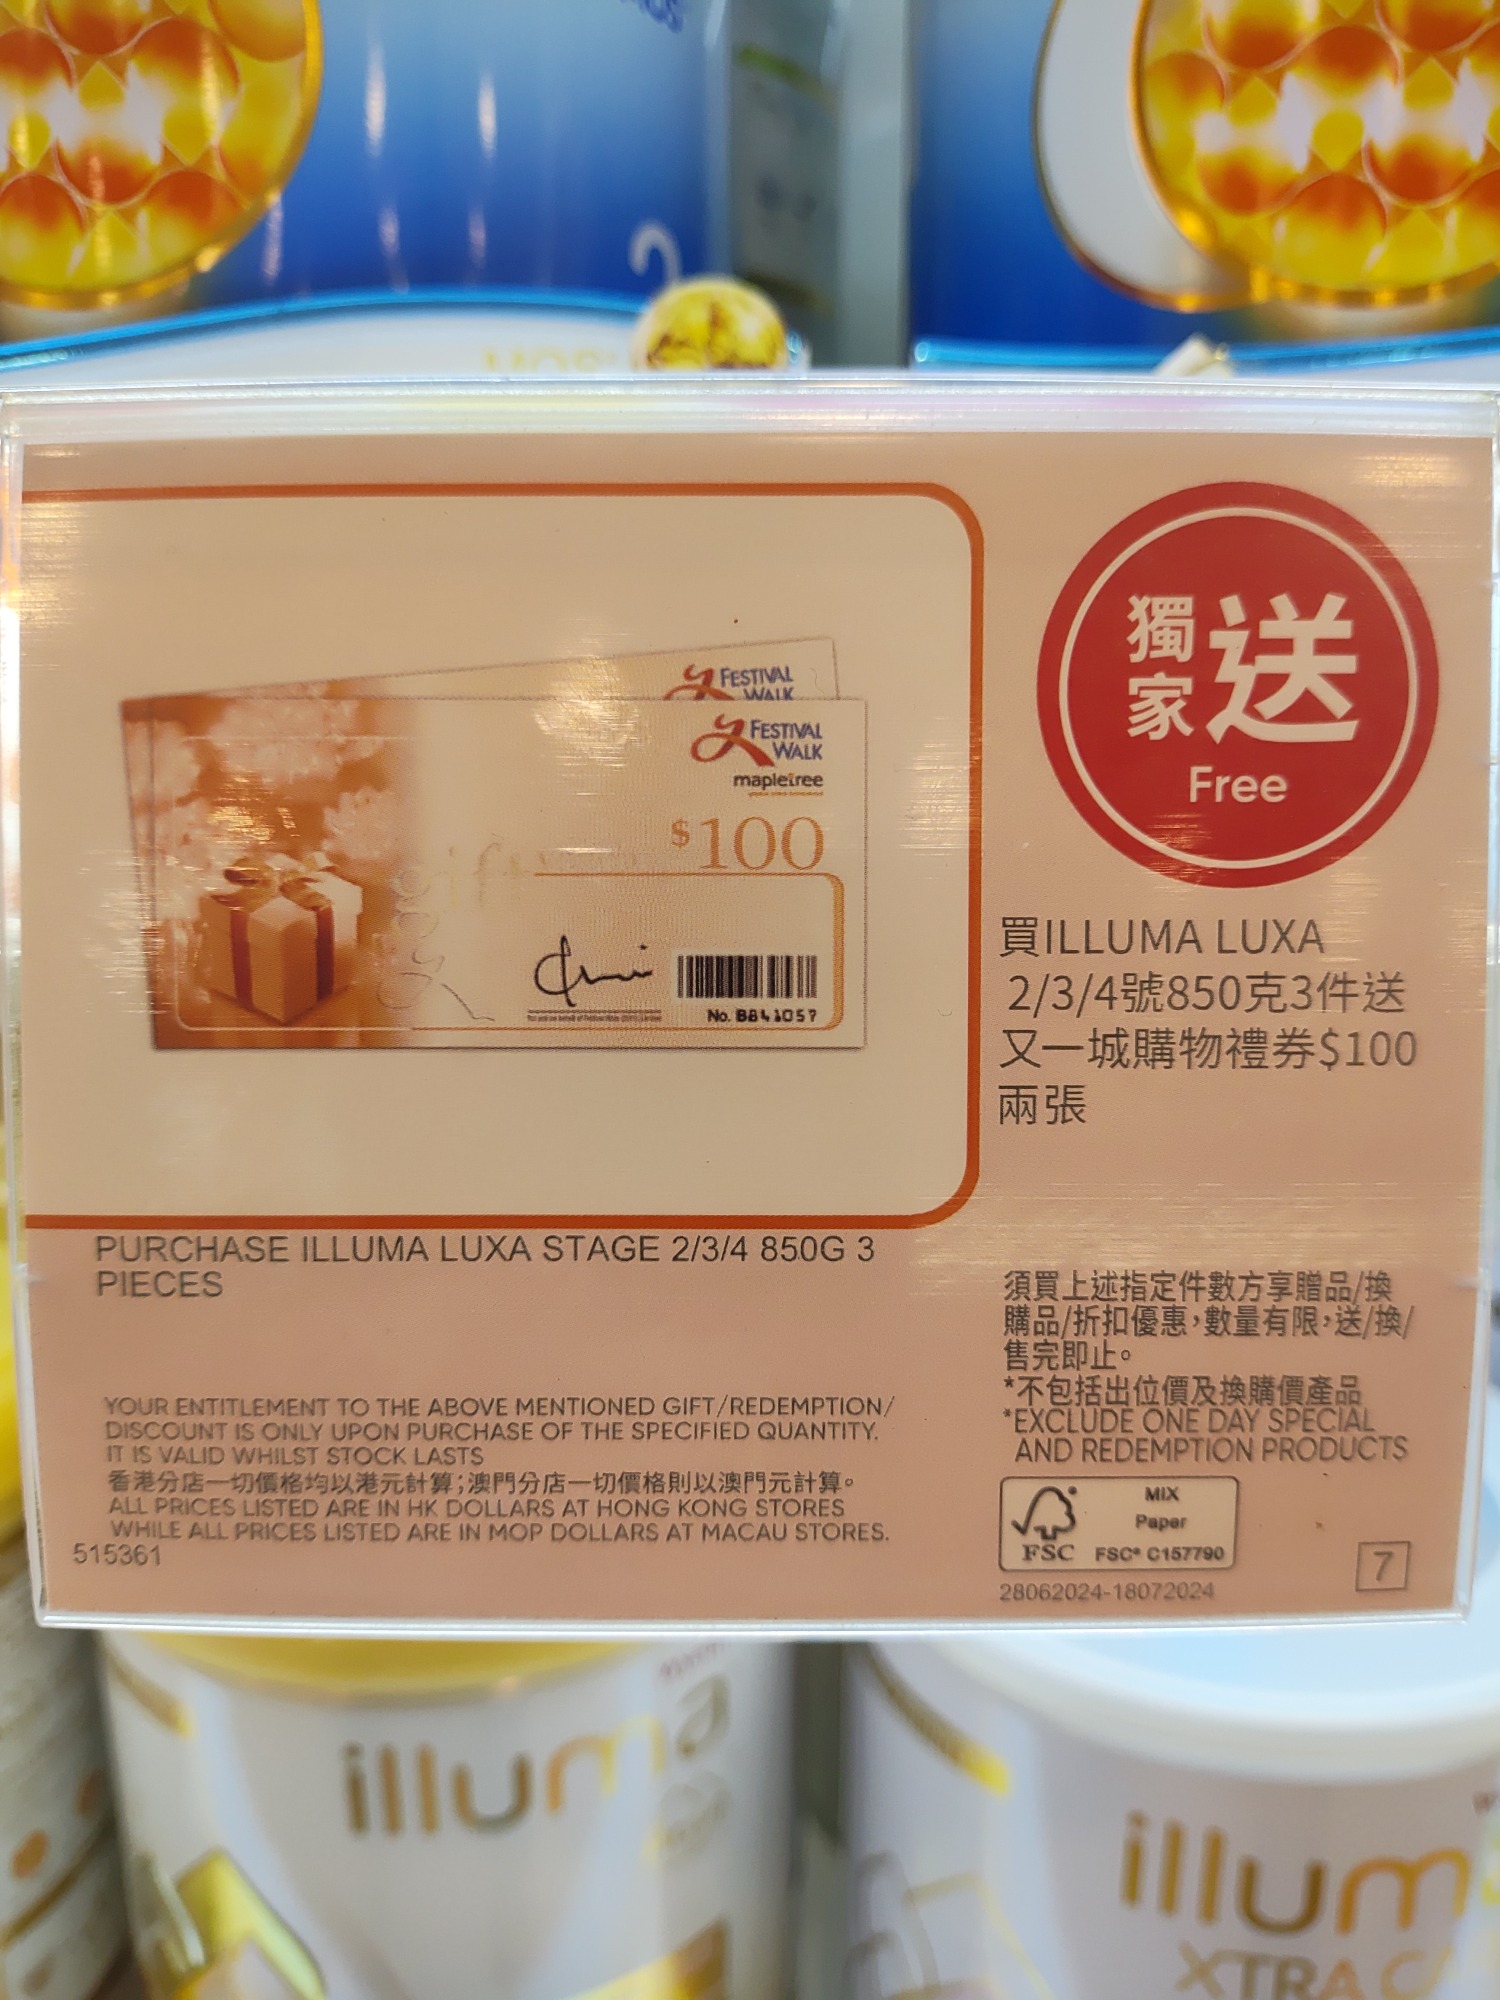 FESTIVAL
WALK
FESTIVAL
WALK
mapletree
$100
gift
No. B841057
獨家送
Free
買ILLUMA LUXA
2/3/4號850克3件送
又一城購物禮券$100
兩張
PURCHASE ILLUMA LUXA STAGE 2/3/4 850G 3
PIECES
須買上述指定件數方享贈品/換
購品/折扣優惠，數量有限，送/換/
售完即止。
*不包括出位價及換購價產品
*EXCLUDE ONE DAY SPECIAL
AND REDEMPTION PRODUCTS
YOUR ENTITLEMENT TO THE ABOVE MENTIONED GIFT/REDEMPTION/
DISCOUNT IS ONLY UPON PURCHASE OF THE SPECIFIED QUANTITY.
IT IS VALID WHILST STOCK LASTS
香港分店一切價格均以港元計算；澳門分店一切價格則以澳門元計算。
ALL PRICES LISTED ARE IN HK DOLLARS AT HONG KONG STORES
WHILE ALL PRICES LISTED ARE IN MOP DOLLARS AT MACAU STORES.
515361
FSC
MIX
Paper
FSC® C157790
28062024-18072024
7
illuma
illum
XTRA